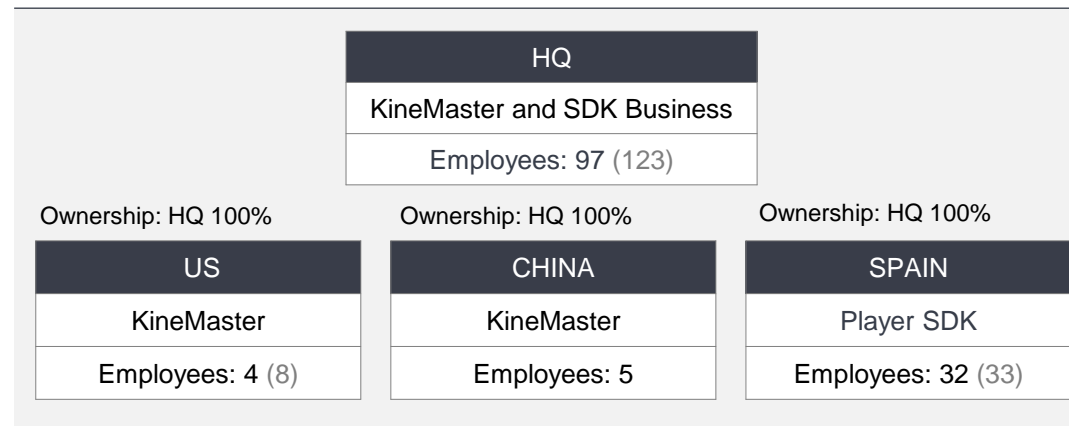 HQ
KineMaster and SDK Business
Employees: 97 (123)
Ownership: HQ 100%
US
KineMaster
Employees: 4 (8)
Ownership: HQ 100%
CHINA
KineMaster
Employees: 5
Ownership: HQ 100%
SPAIN
Player SDK
Employees: 32 (33)